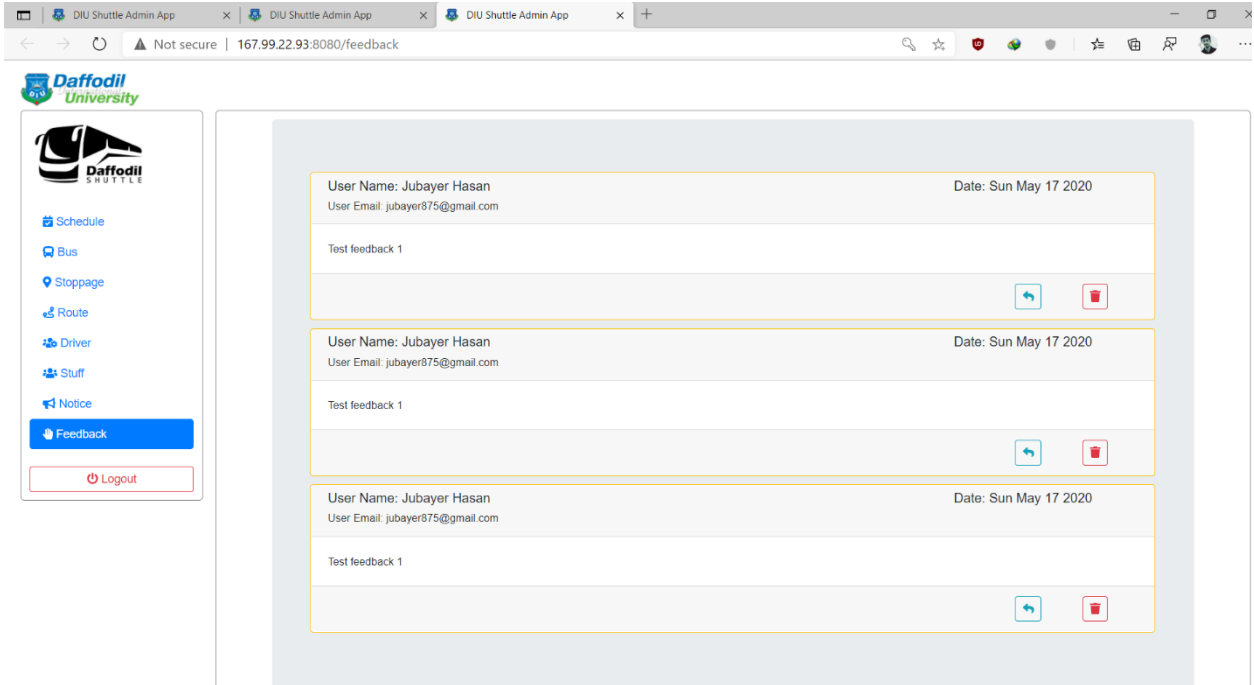 DIU Shuttle Admin App
DIU Shuttle Admin App
DIU Shuttle Admin App
Not secure | 167.99.22.93:8080/feedback
Daffodil
University
Daffodil
SHUTTLE
Schedule
Bus
Stoppage
Route
Driver
Stuff
Notice
Feedback
Logout
User Name: Jubayer Hasan Date: Sun May 17 2020
User Email: jubayer875@gmail.com
Test feedback 1
User Name: Jubayer Hasan Date: Sun May 17 2020
User Email: jubayer875@gmail.com
Test feedback 1
User Name: Jubayer Hasan Date: Sun May 17 2020
User Email: jubayer875@gmail.com
Test feedback 1